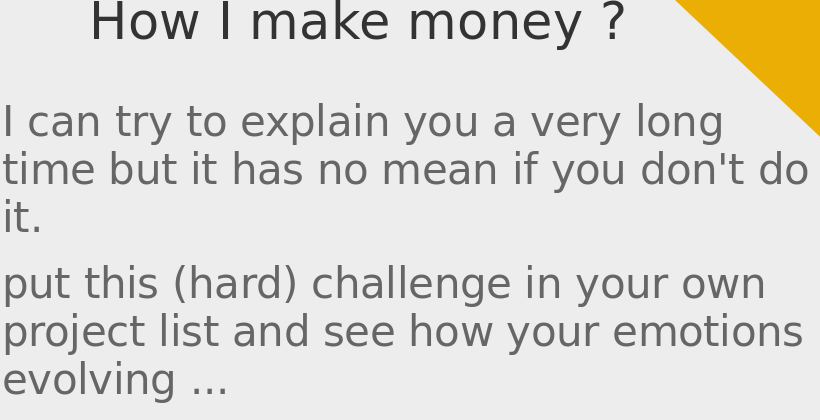 How I make money ?
I can try to explain you a very long
time but it has no mean if you don't do
it.
put this (hard) challenge in your own
project list and see how your emotions
evolving ...